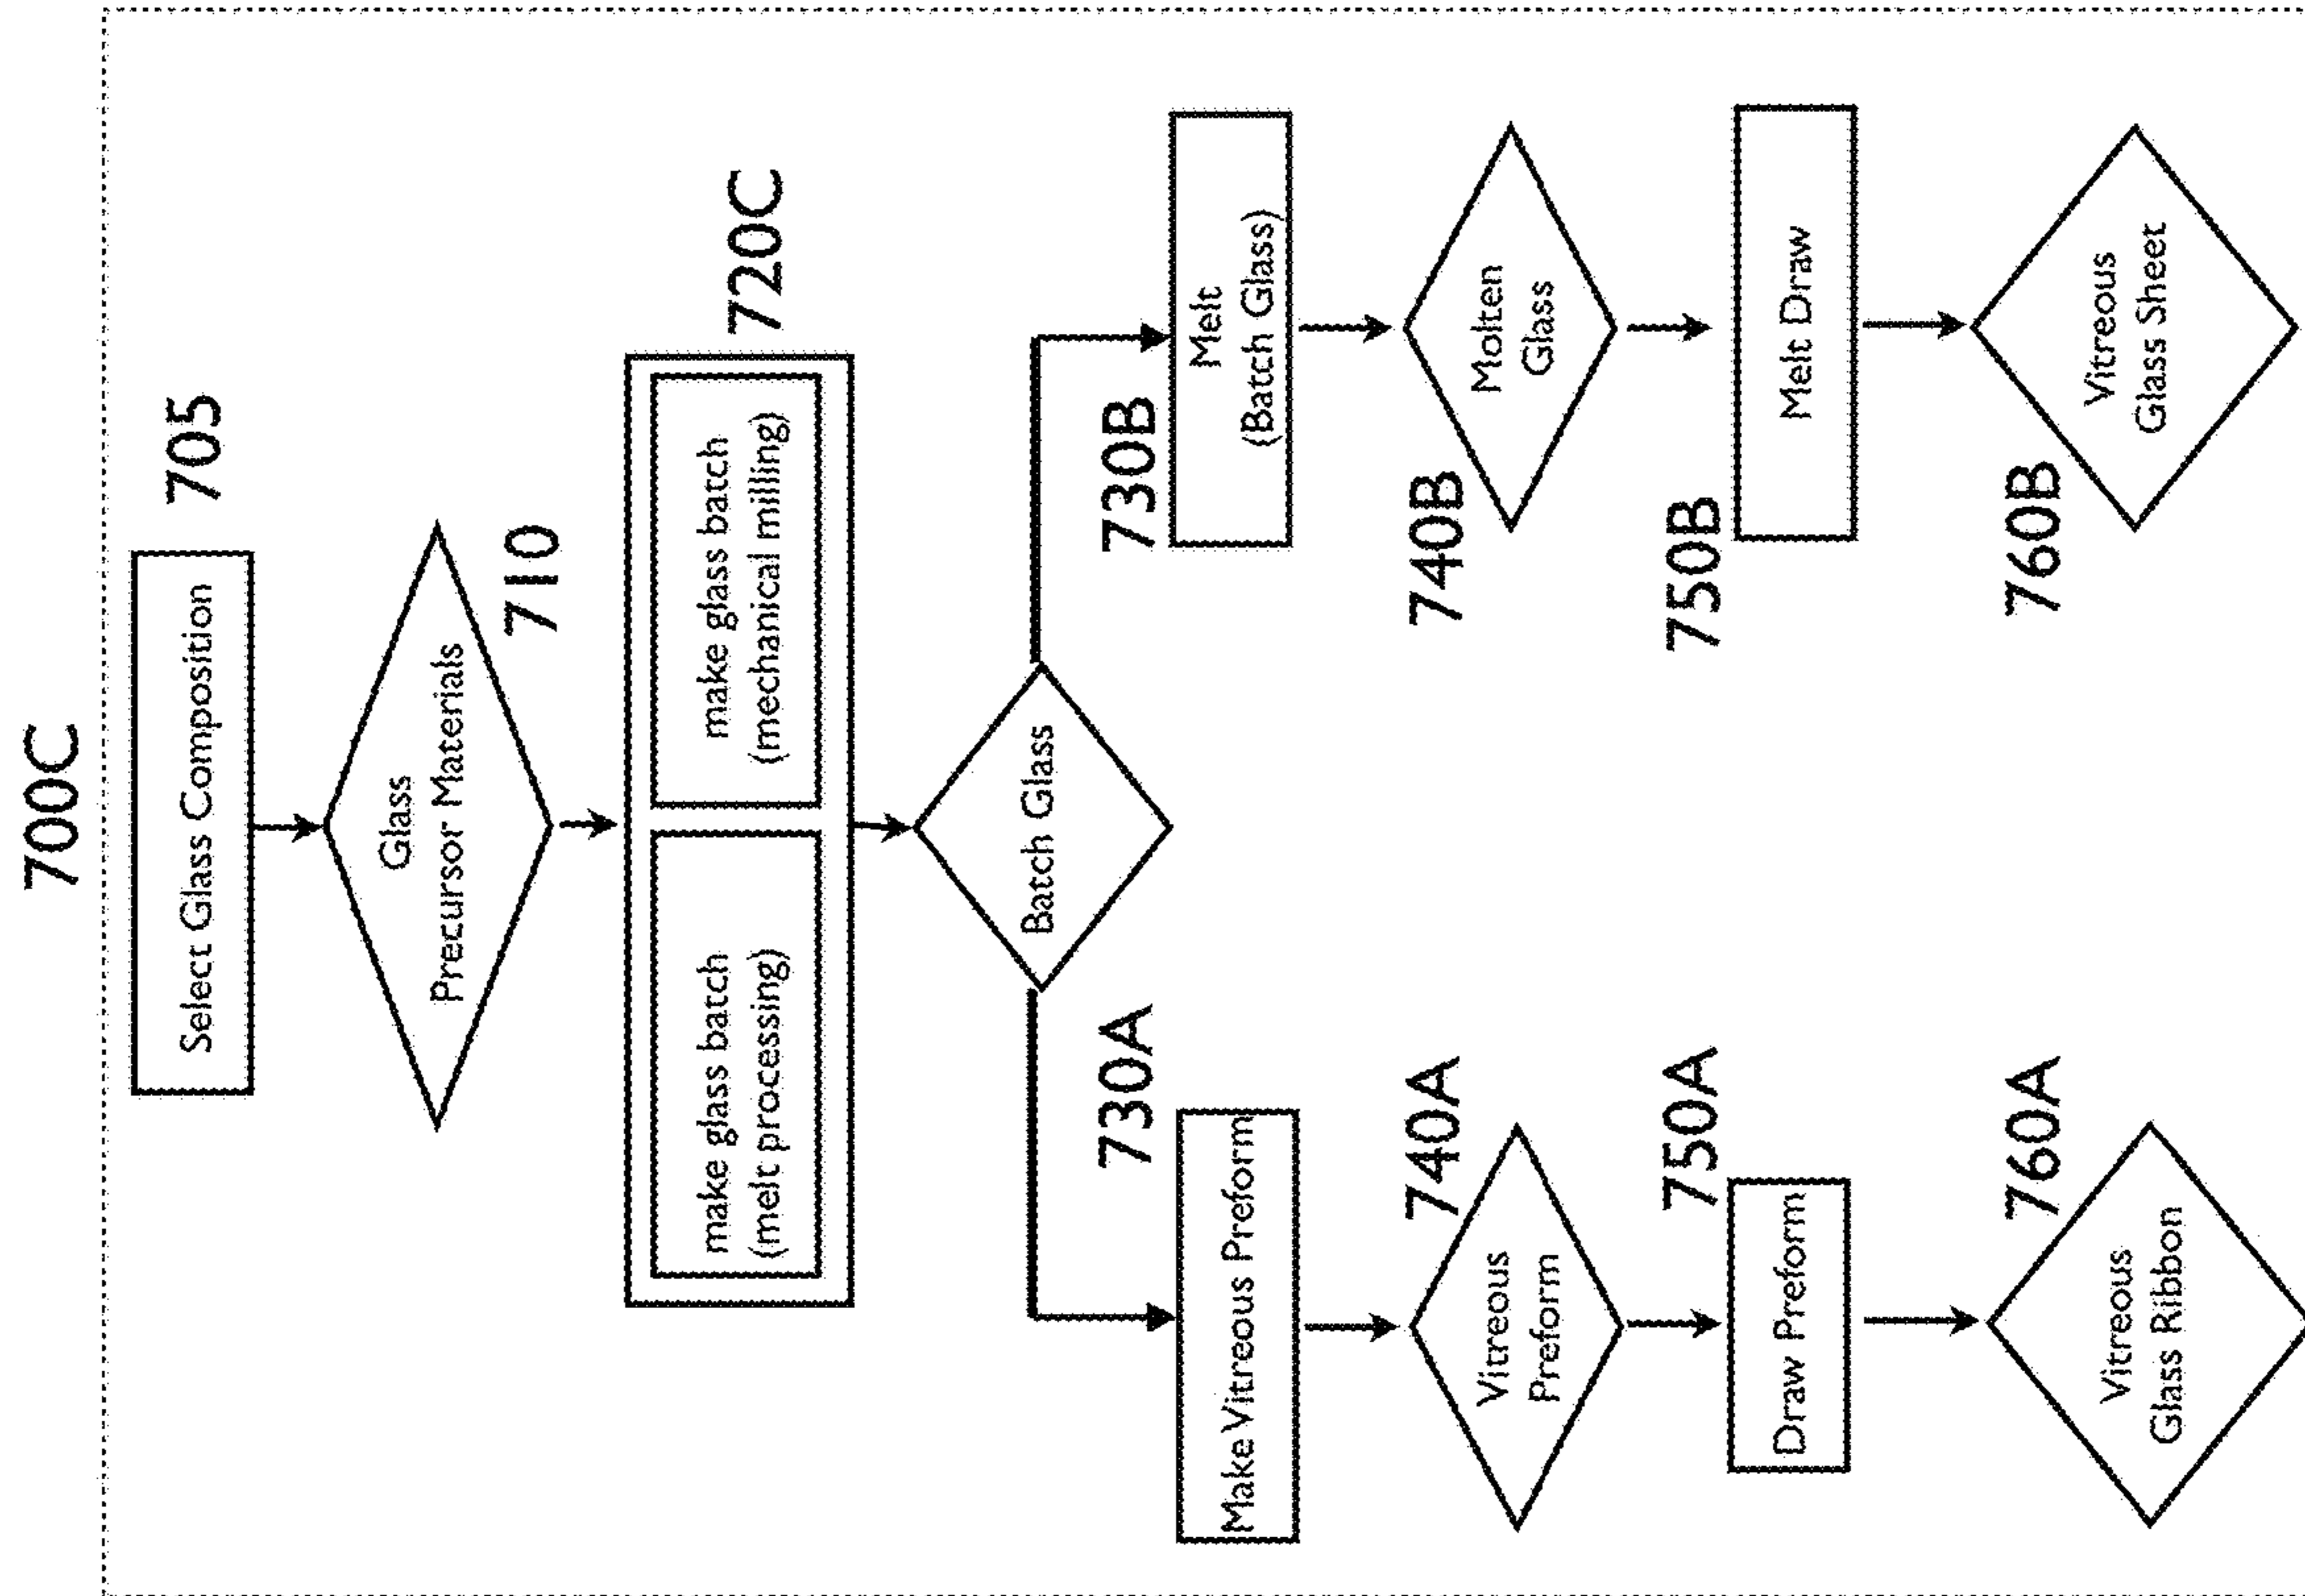 700C
705
Select Glass Composition
Glass
Precursor Materials
710
720C
make glass batch
(melt processing)
make glass batch
(mechanical milling)
Batch Glass
730A
Make Vitreous Preform
740A
Vitreous
Preform
750A
Draw Preform
760A
Vitreous
Glass Ribbon
730B
Melt
(Batch Glass)
740B
Molten
Glass
750B
Melt Draw
760B
Vitreous
Glass Sheet